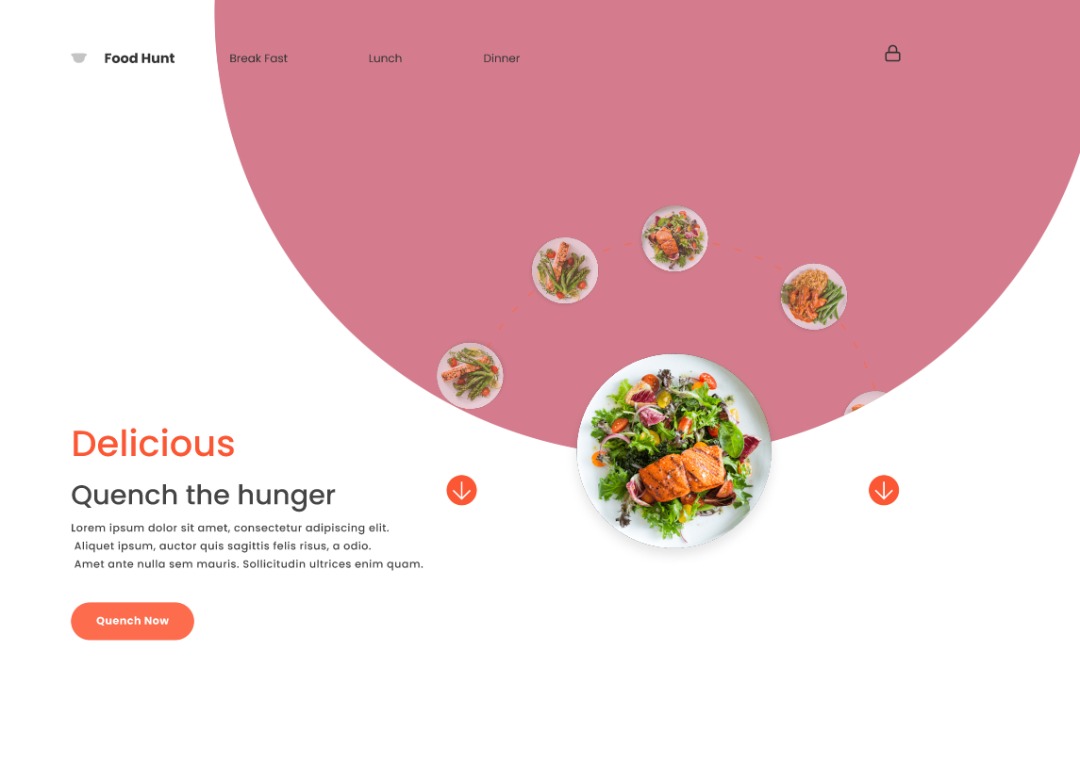 Food Hunt
Break Fast
Lunch
Dinner
Delicious
Quench the hunger
Lorem ipsum dolor sit amet, consectetur adipiscing elit.
Aliquet ipsum, auctor quis sagittis felis risus, a odio.
Amet ante nulla sem mauris. Sollicitudin ultrices enim quam.
Quench Now